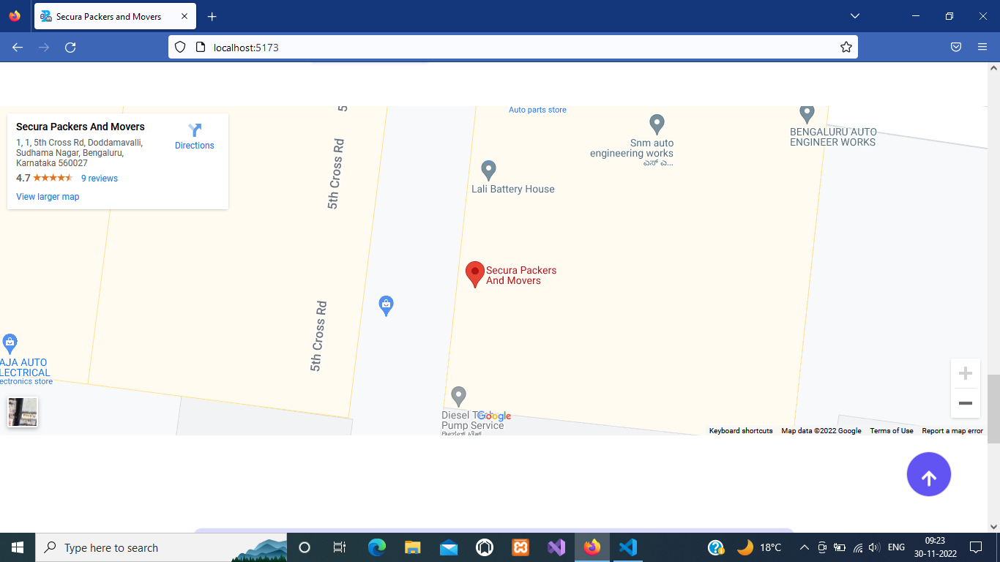 Secura Packers and Movers
localhost:5173
Auto parts store
Secura Packers And Movers
Directions
1, 1, 5th Cross Rd, Doddamavalli,
Sudhama Nagar, Bengaluru,
Karnataka 560027
4.7
9 reviews
View larger map
5
5th Cross Rd
Snm auto
engineering works
ಎಸ್ ಎ...
BENGALURU AUTO
ENGINEER WORKS
Lali Battery House
Secura Packers
And Movers
5th Cross Rd
AJA AUTO
LECTRICAL
ectronics store
Diesel
Google
Pump Service
Keyboard shortcuts
Map data ©2022 Google
Terms of Use
Report a map error
Type here to search
18°C
ENG
09:23
30-11-2022